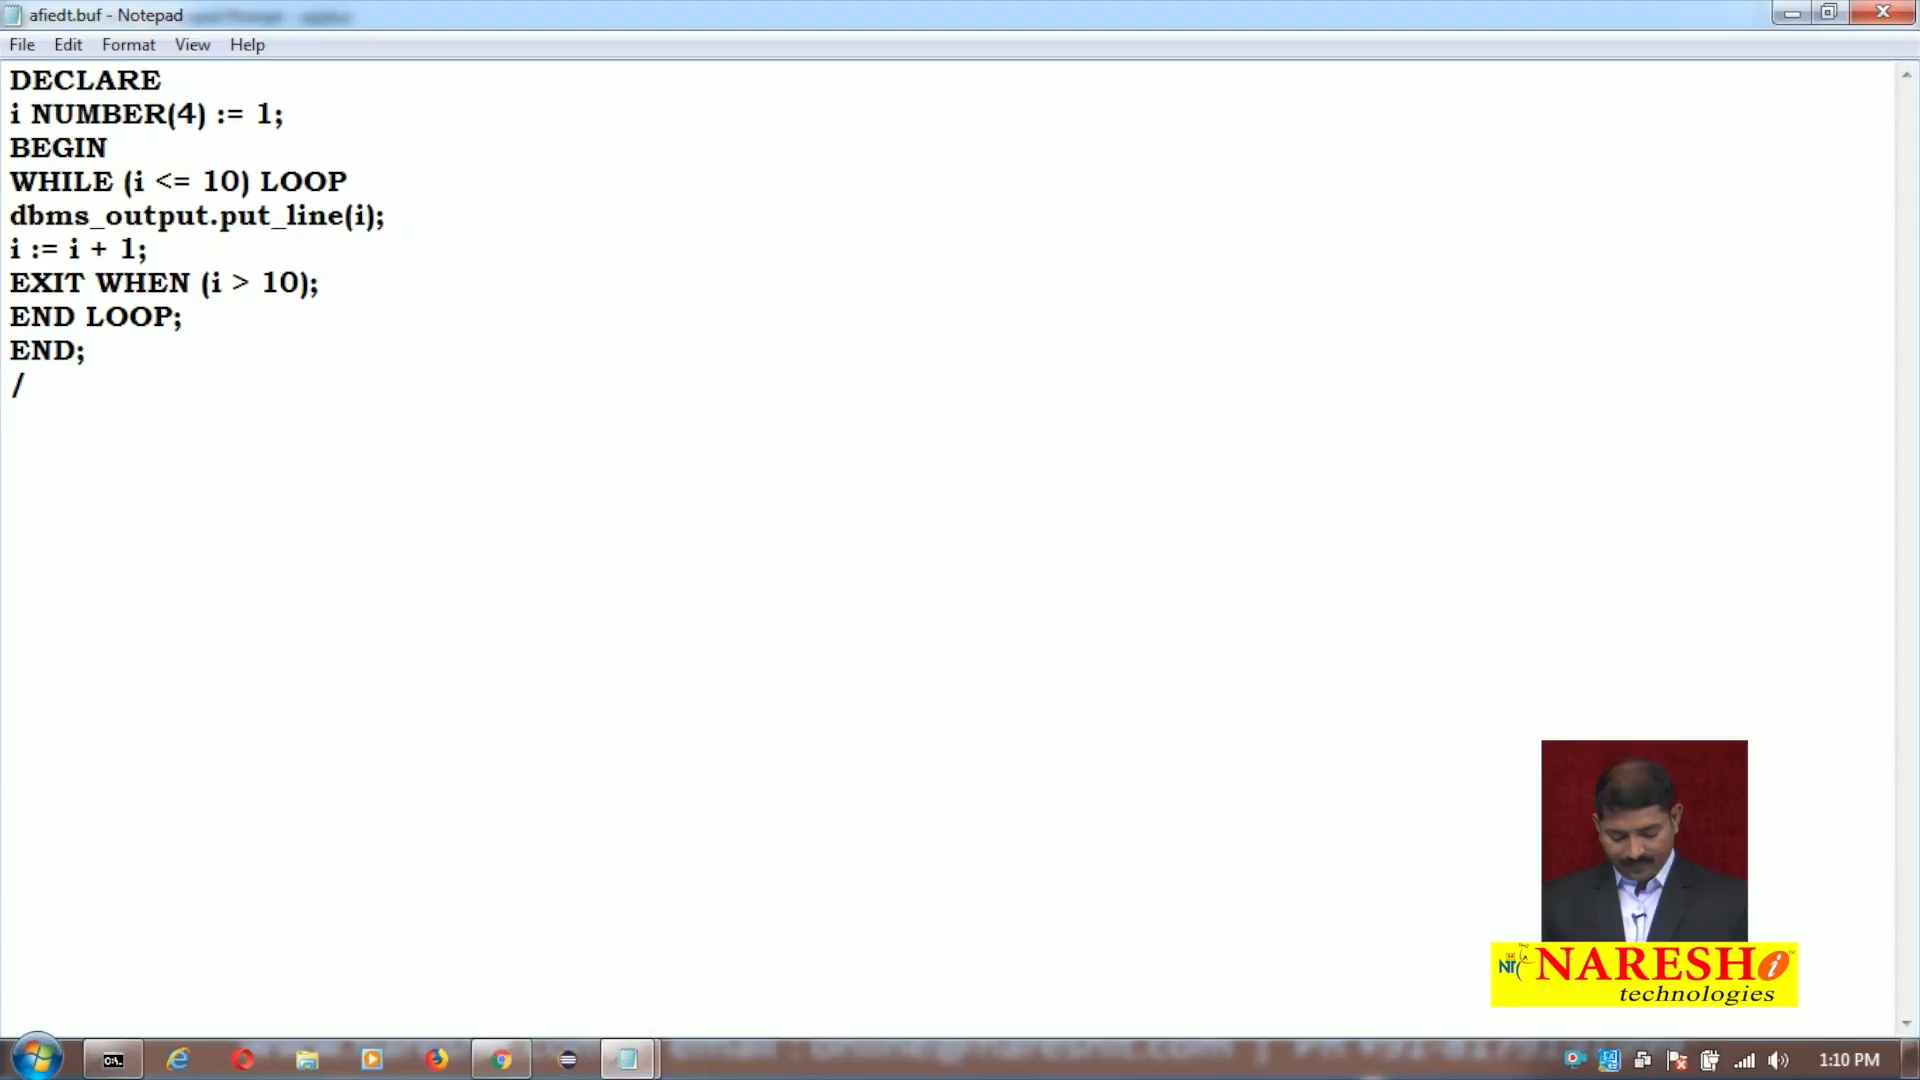 afiedt.buf - Notepad
File Edit Format View Help
DECLARE
i NUMBER(4) := 1;
BEGIN
WHILE (i <= 10) LOOP
dbms_output.put_line(i);
i := i + 1;
EXIT WHEN (i > 10);
END LOOP;
END;
/
NARESH i
technologies
1:10 PM